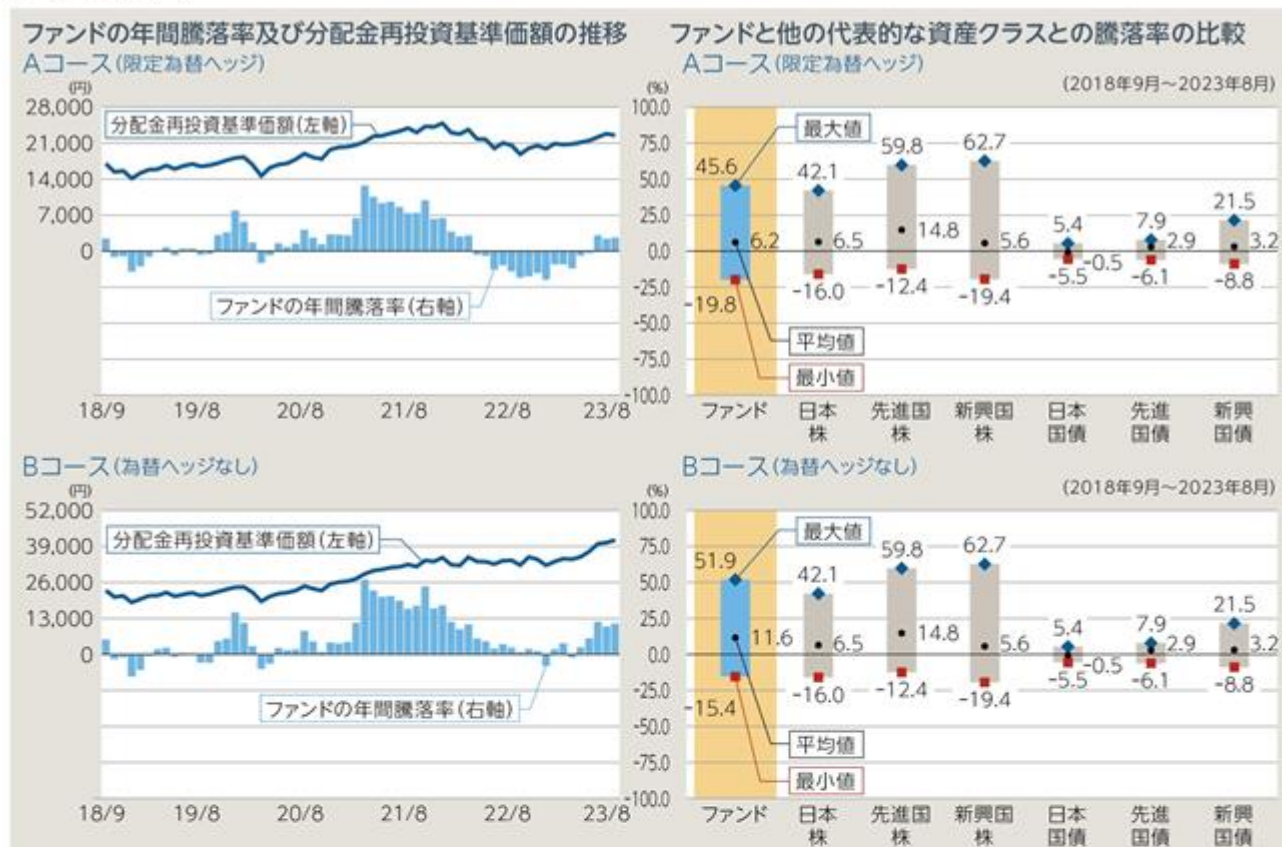 ファンドの年間騰落率及び分配金再投資基準価額の推移
Aコース(限定為替ヘッジ)
(円)
(%)
28,000
21,000
14,000
7,000
0
100.0
75.0
50.0
25.0
0.0
-25.0
-50.0
-75.0
-100.0
分配金再投資基準価額(左軸)
ファンドの年間騰落率(右軸)
18/9 19/8 20/8 21/8 22/8 23/8
ファンドと他の代表的な資産クラスとの騰落率の比較
Aコース(限定為替ヘッジ)
(2018年9月~2023年8月)
最大値
45.6 42.1 59.8 62.7 5.4 7.9 21.5
6.2 6.5 14.8 5.6 -0.5 2.9 3.2
-19.8 -16.0 -12.4 -19.4 -5.5 -6.1 -8.8
平均値
最小値
ファンド 日本株 先進国株 新興国株 日本国債 先進国債 新興国債
Bコース(為替ヘッジなし)
(円)
(%)
52,000
39,000
26,000
13,000
0
100.0
75.0
50.0
25.0
0.0
-25.0
-50.0
-75.0
-100.0
分配金再投資基準価額(左軸)
ファンドの年間騰落率(右軸)
18/9 19/8 20/8 21/8 22/8 23/8
Bコース(為替ヘッジなし)
(2018年9月~2023年8月)
最大値
51.9 42.1 59.8 62.7 5.4 7.9 21.5
11.6 6.5 14.8 5.6 -0.5 2.9 3.2
-15.4 -16.0 -12.4 -19.4 -5.5 -6.1 -8.8
平均値
最小値
ファンド 日本株 先進国株 新興国株 日本国債 先進国債 新興国債